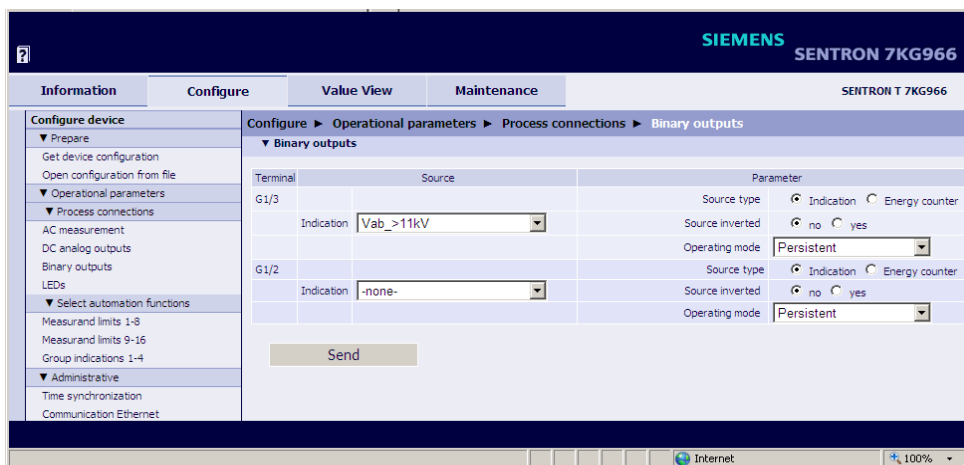 SIEMENS
SENTRON 7KG966
?
Information Configure Value View Maintenance SENTRON T 7KG966
Configure device
▼ Prepare
Get device configuration
Open configuration from file
▼ Operational parameters
▼ Process connections
AC measurement
DC analog outputs
Binary outputs
LEDs
▼ Select automation functions
Measurand limits 1-8
Measurand limits 9-16
Group indications 1-4
▼ Administrative
Time synchronization
Communication Ethernet
Configure ► Operational parameters ► Process connections ► Binary outputs
▼ Binary outputs
Terminal Source Parameter
G1/3 Source type Indication Energy counter
Indication Vab_>11kV Source inverted no yes
Operating mode Persistent
G1/2 Source type Indication Energy counter
Indication -none- Source inverted no yes
Operating mode Persistent
Send
Internet 100%